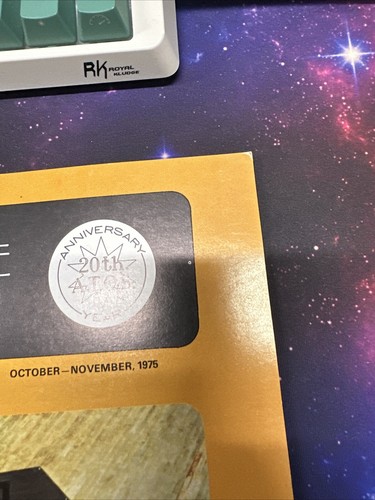 RK ROYAL
KLUDGE
E
ANNIVERSARY
20th
A.T.O.S.
YEAR
OCTOBER—NOVEMBER, 1975